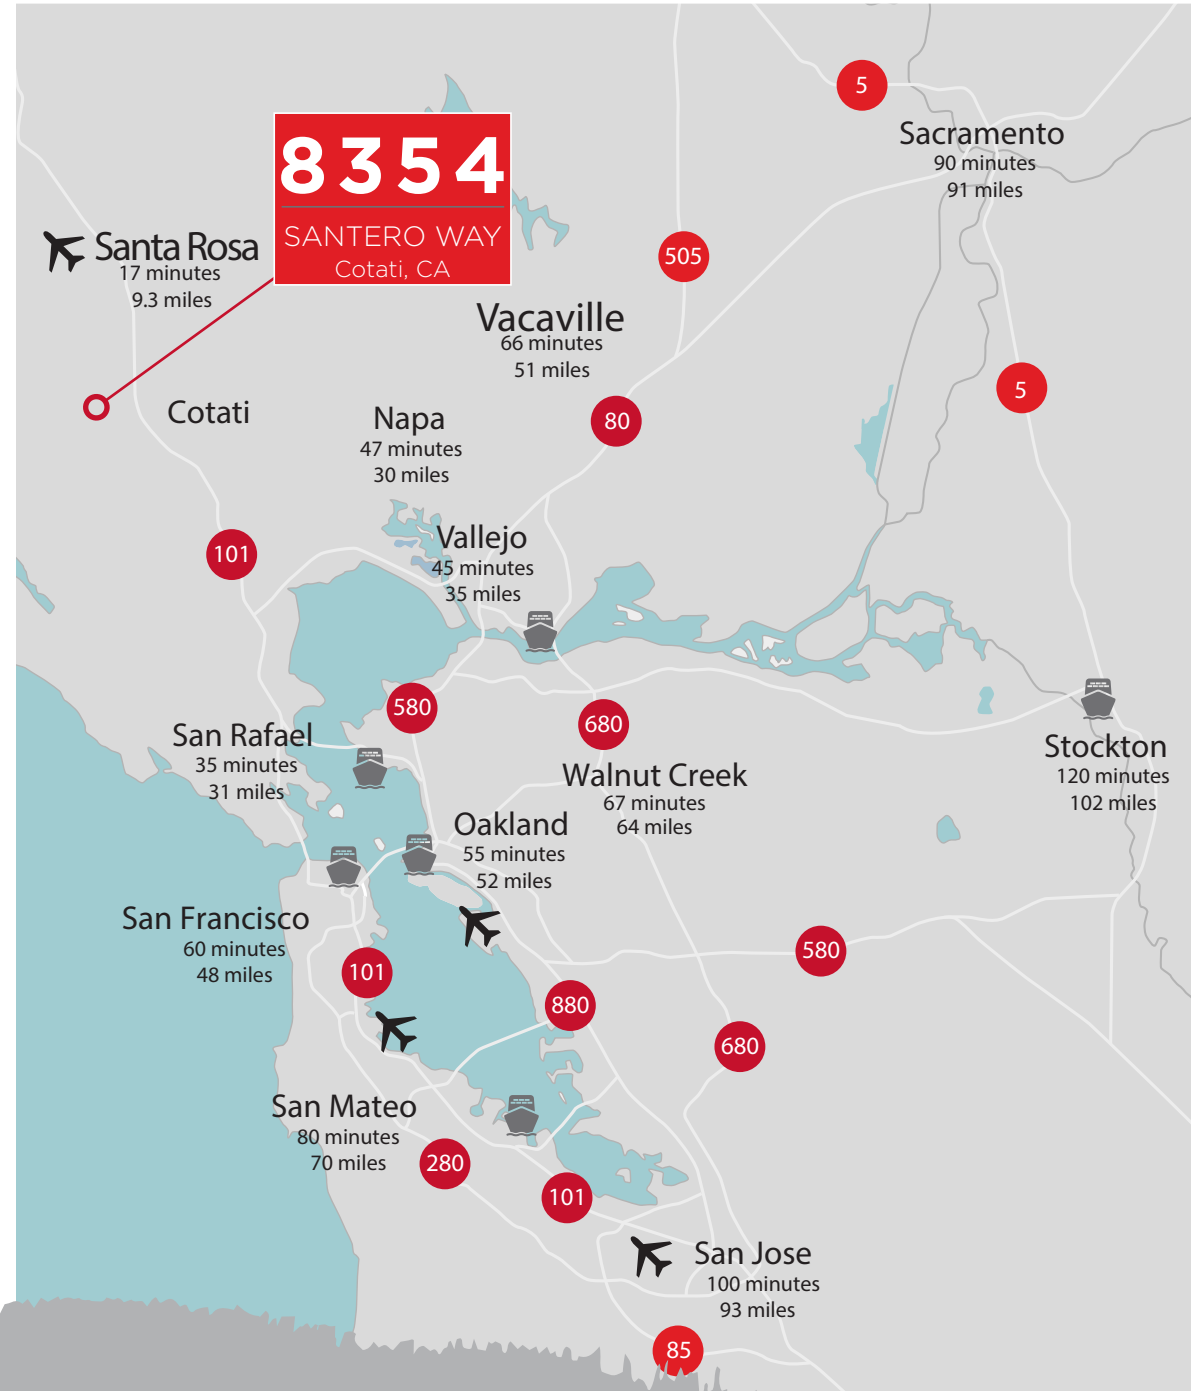 5
Sacramento
90 minutes
91 miles
8354
SANTERO WAY
Cotati, CA
Santa Rosa
17 minutes
9.3 miles
505
Vacaville
66 minutes
51 miles
5
Cotati
Napa
47 minutes
30 miles
80
101
Vallejo
45 minutes
35 miles
580
680
San Rafael
35 minutes
31 miles
Walnut Creek
67 minutes
64 miles
Stockton
120 minutes
102 miles
Oakland
55 minutes
52 miles
San Francisco
60 minutes
48 miles
101
580
880
680
San Mateo
80 minutes
70 miles
280
101
San Jose
100 minutes
93 miles
85